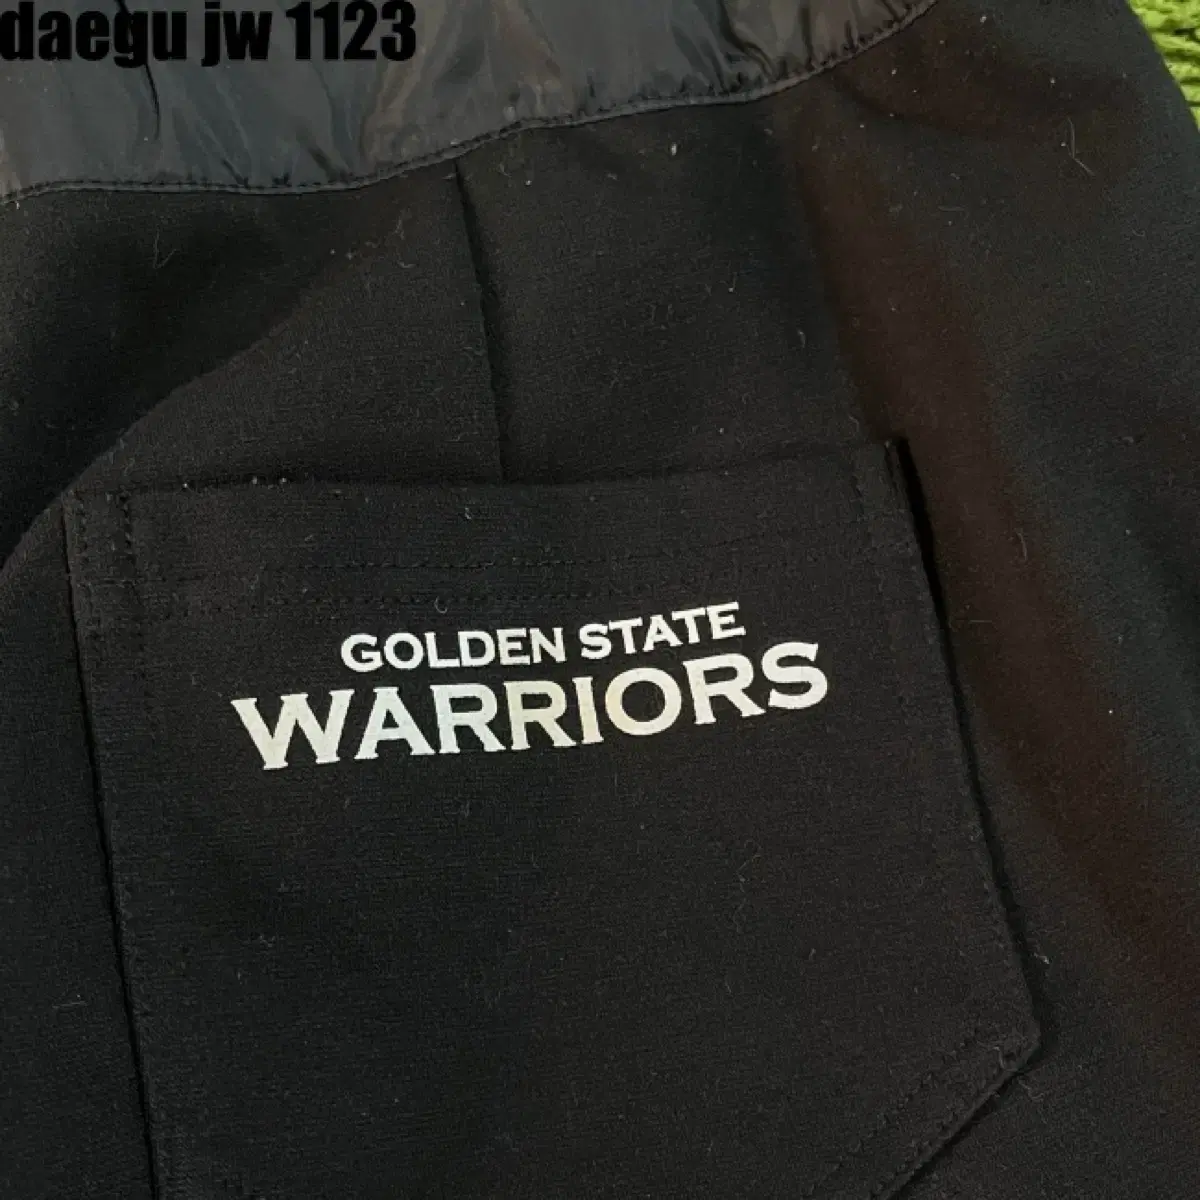 daegu jw 1123
GOLDEN STATE
WARRIORS